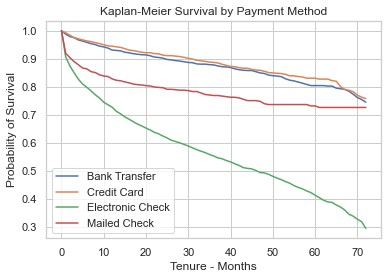 Kaplan-Meier Survival by Payment Method
Probability of Survival
1.0
0.9
0.8
0.7
0.6
0.5
0.4
0.3
Bank Transfer
Credit Card
Electronic Check
Mailed Check
0 10 20 30 40 50 60 70
Tenure - Months